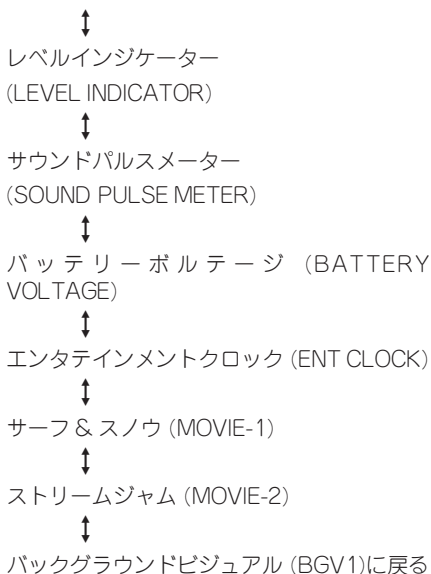 ↕
レベルインジケーター
(LEVEL INDICATOR)
↕
サウンドパルスメーター
(SOUND PULSE METER)
↕
バッテリーボルテージ (BATTERY
VOLTAGE)
↕
エンタテインメントクロック (ENT CLOCK)
↕
サーフ & スノウ (MOVIE-1)
↕
ストリームジャム (MOVIE-2)
↕
バックグラウンドビジュアル (BGV1)に戻る